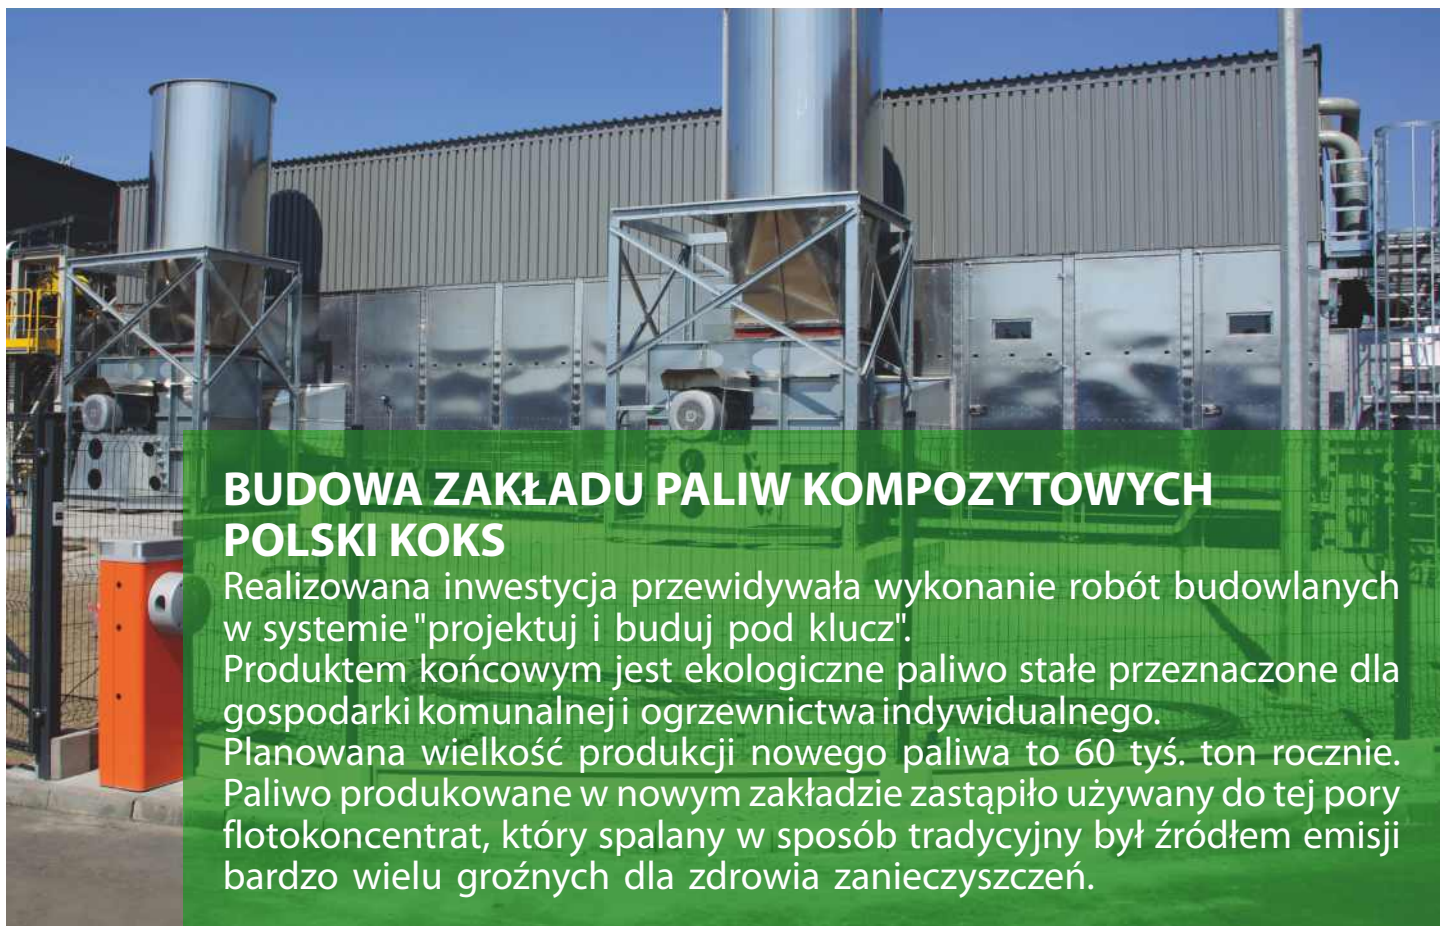 BUDOWA ZAKŁADU PALIW KOMPOZYTOWYCH
POLSKI KOKS
Realizowana inwestycja przewidywała wykonanie robót budowlanych
w systemie "projektuj i buduj pod klucz".
Produktem końcowym jest ekologiczne paliwo stałe przeznaczone dla
gospodarki komunalnej i ogrzewnictwa indywidualnego.
Planowana wielkość produkcji nowego paliwa to 60 tyś. ton rocznie.
Paliwo produkowane w nowym zakładzie zastąpiło używany do tej pory
flotokoncentrat, który spalany w sposób tradycyjny był źródłem emisji
bardzo wielu groźnych dla zdrowia zanieczyszczeń.